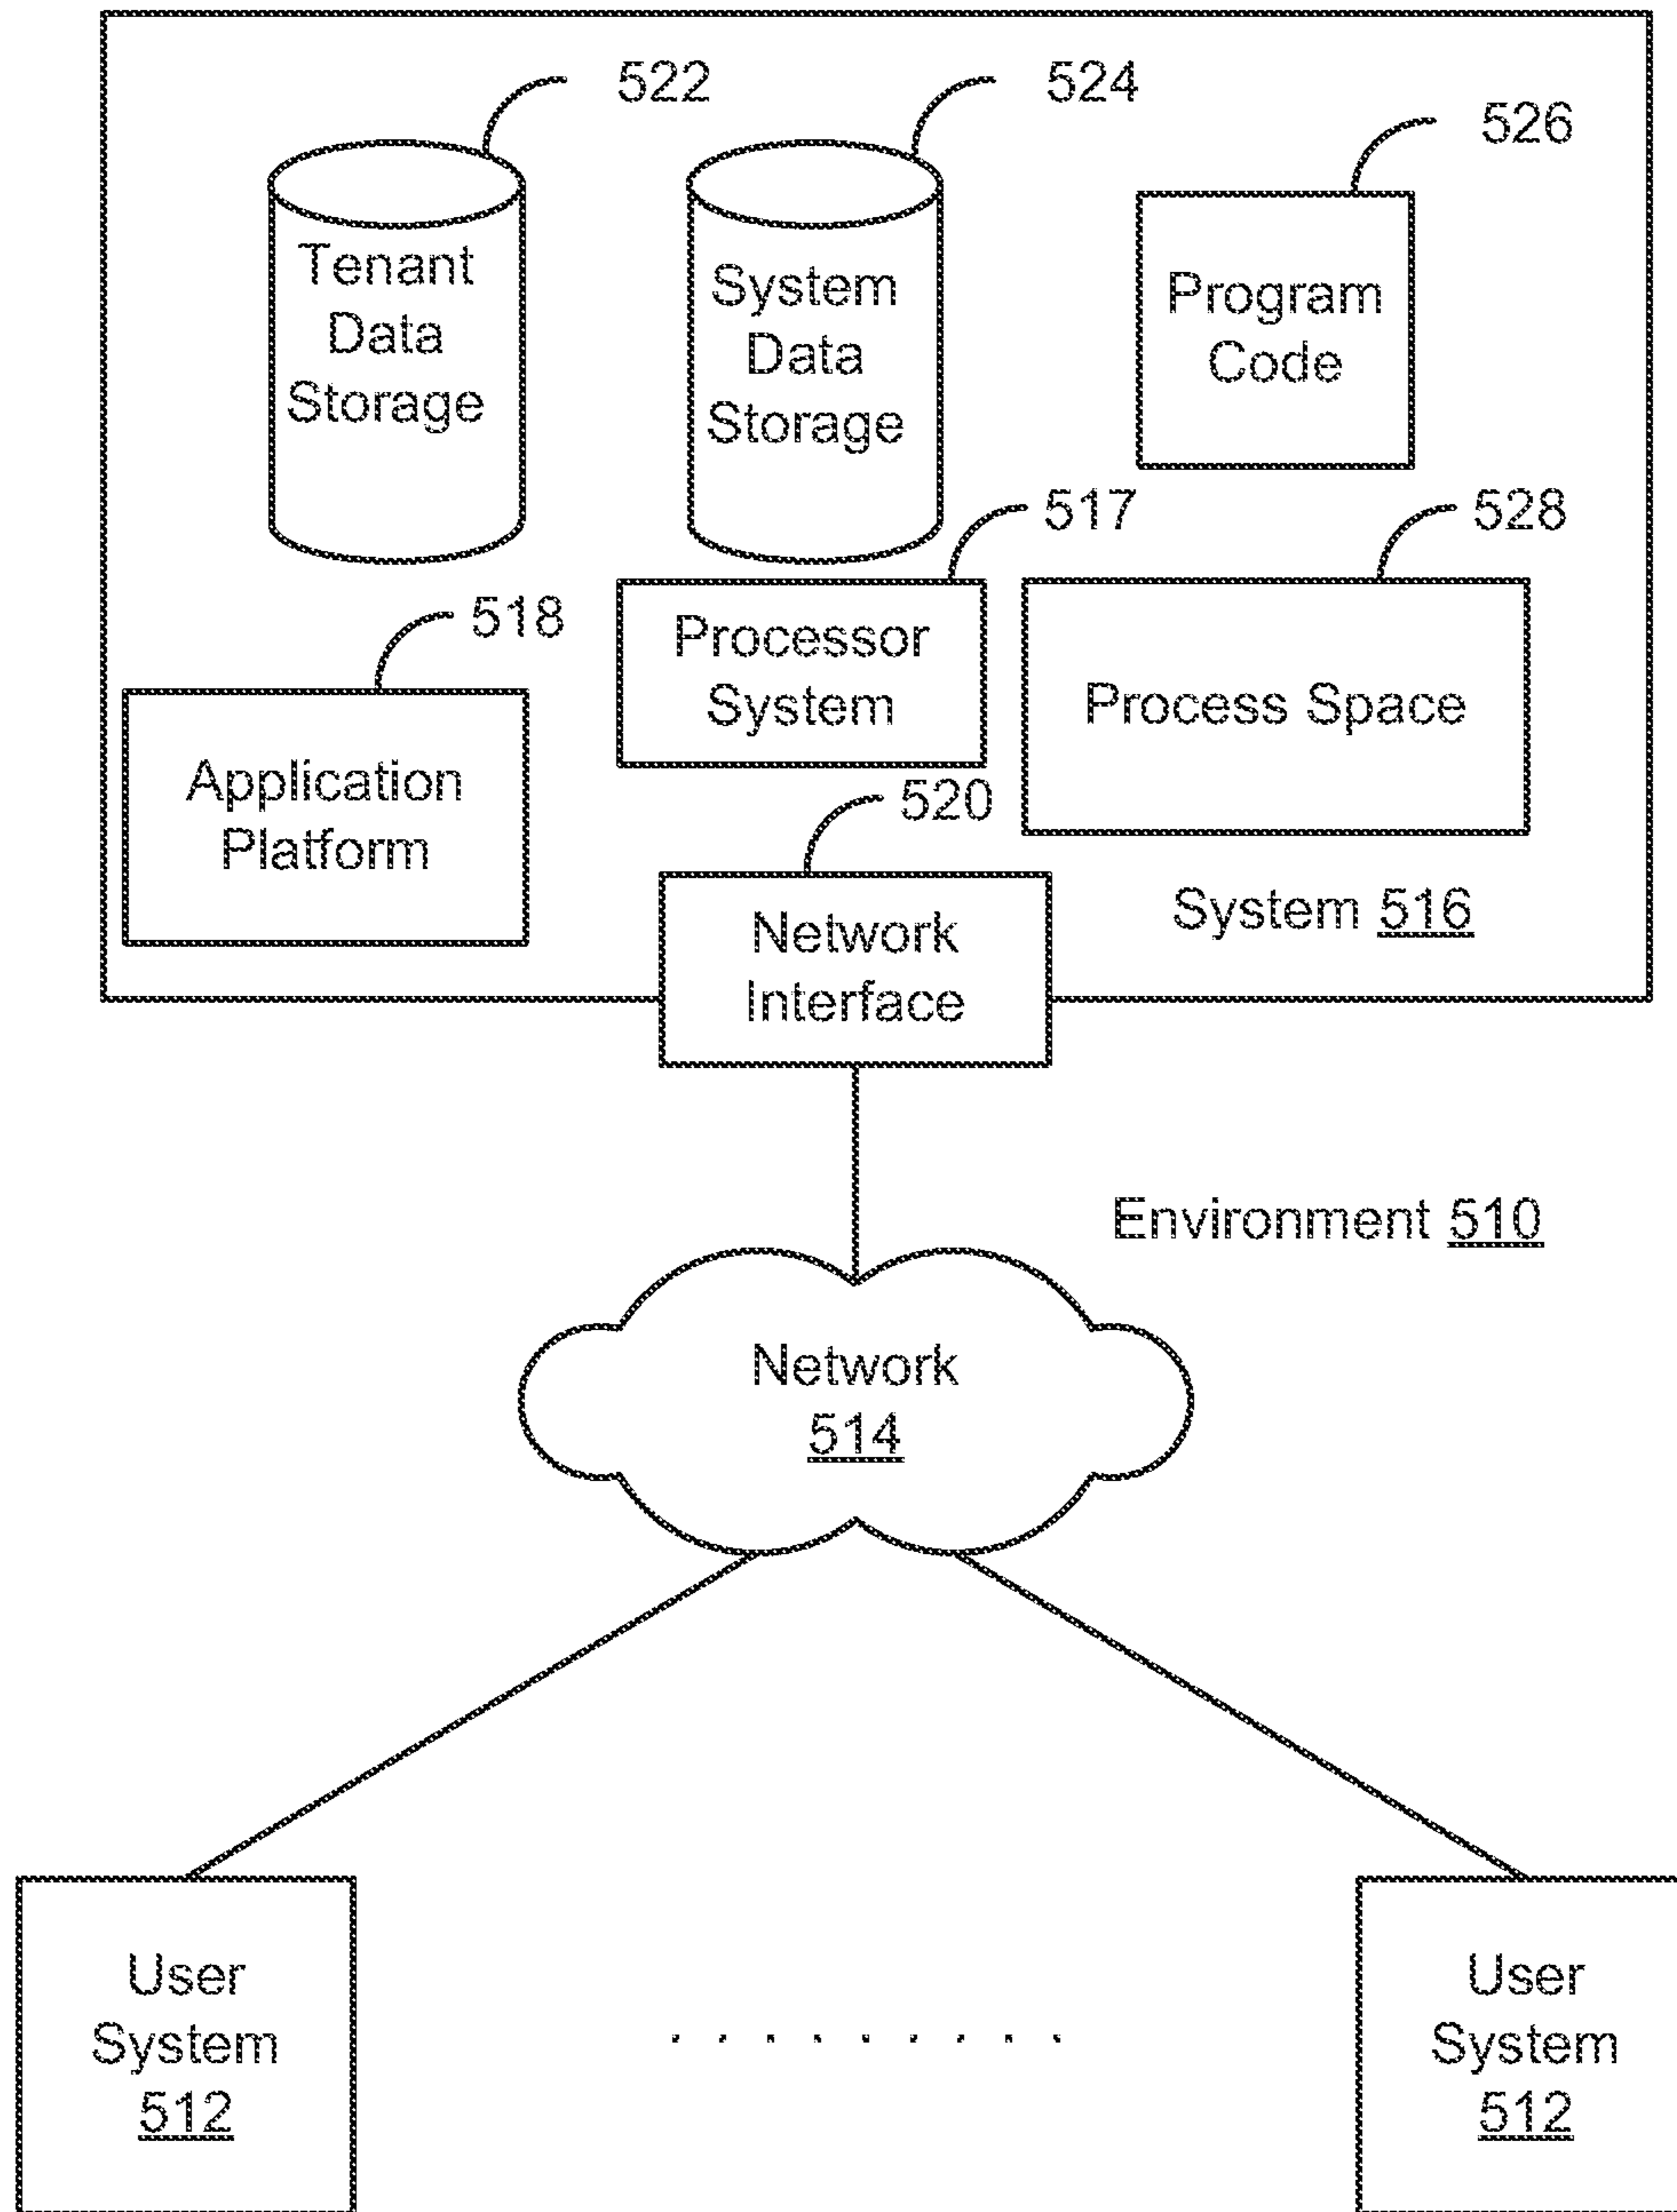 522
524
526
Tenant
Data
Storage
System
Data
Storage
Program
Code
517
528
518
Processor
System
Process Space
Application
Platform
520
Network
Interface
System 516
Environment 510
Network
514
User
System
512
User
System
512